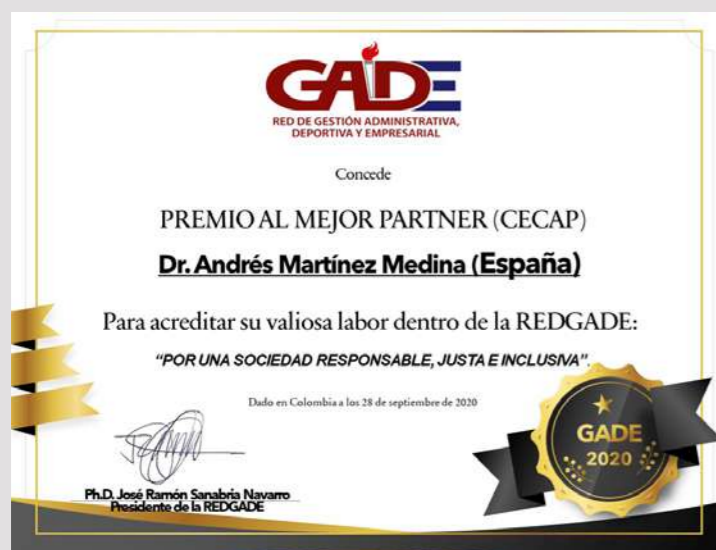 GADE
RED DE GESTIÓN ADMINISTRATIVA,
DEPORTIVA Y EMPRESARIAL
Concede
PREMIO AL MEJOR PARTNER (CECAP)
Dr. Andrés Martínez Medina (España)
Para acreditar su valiosa labor dentro de la REDGADE:
“POR UNA SOCIEDAD RESPONSABLE, JUSTA E INCLUSIVA”.
Dado en Colombia a los 28 de septiembre de 2020
GADE
2020
Ph.D. José Ramón Sanabria Navarro
Presidente de la REDGADE